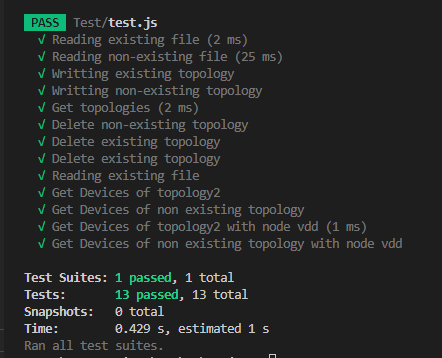 PASS Test/test.js
√ Reading existing file (2 ms)
√ Reading non-existing file (25 ms)
√ Writting existing topology
√ Writting non-existing topology
√ Get topologies (2 ms)
√ Delete non-existing topology
√ Delete existing topology
√ Delete existing topology
√ Reading existing file
√ Get Devices of topology2
√ Get Devices of non existing topology
√ Get Devices of topology2 with node vdd (1 ms)
√ Get Devices of non existing topology with node vdd
Test Suites: 1 passed, 1 total
Tests: 13 passed, 13 total
Snapshots: 0 total
Time: 0.429 s, estimated 1 s
Ran all test suites.